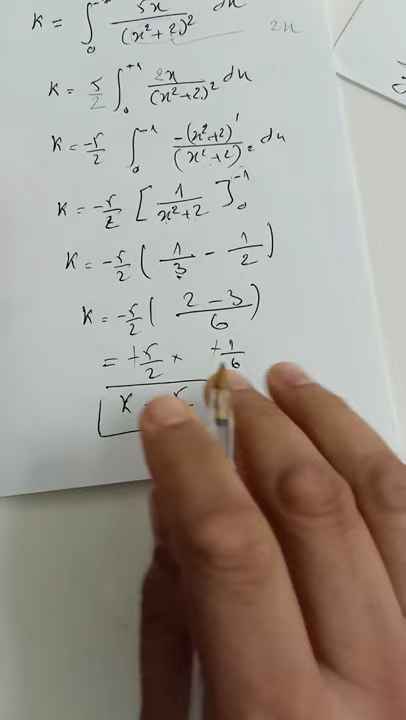 K = ∫₀⁻¹ 5x/(x²+2)² dx 2x
K = 5/2 ∫₀⁺¹ 2x/(x²+2)² dx
K = -5/2 ∫₀⁻¹ -(x²+2)'/(x²+2)² dx
K = -5/2 [1/(x²+2)]₀⁻¹
K = -5/2 (1/3 - 1/2)
K = -5/2 ((2-3)/6)
= +5/2 × +1/6